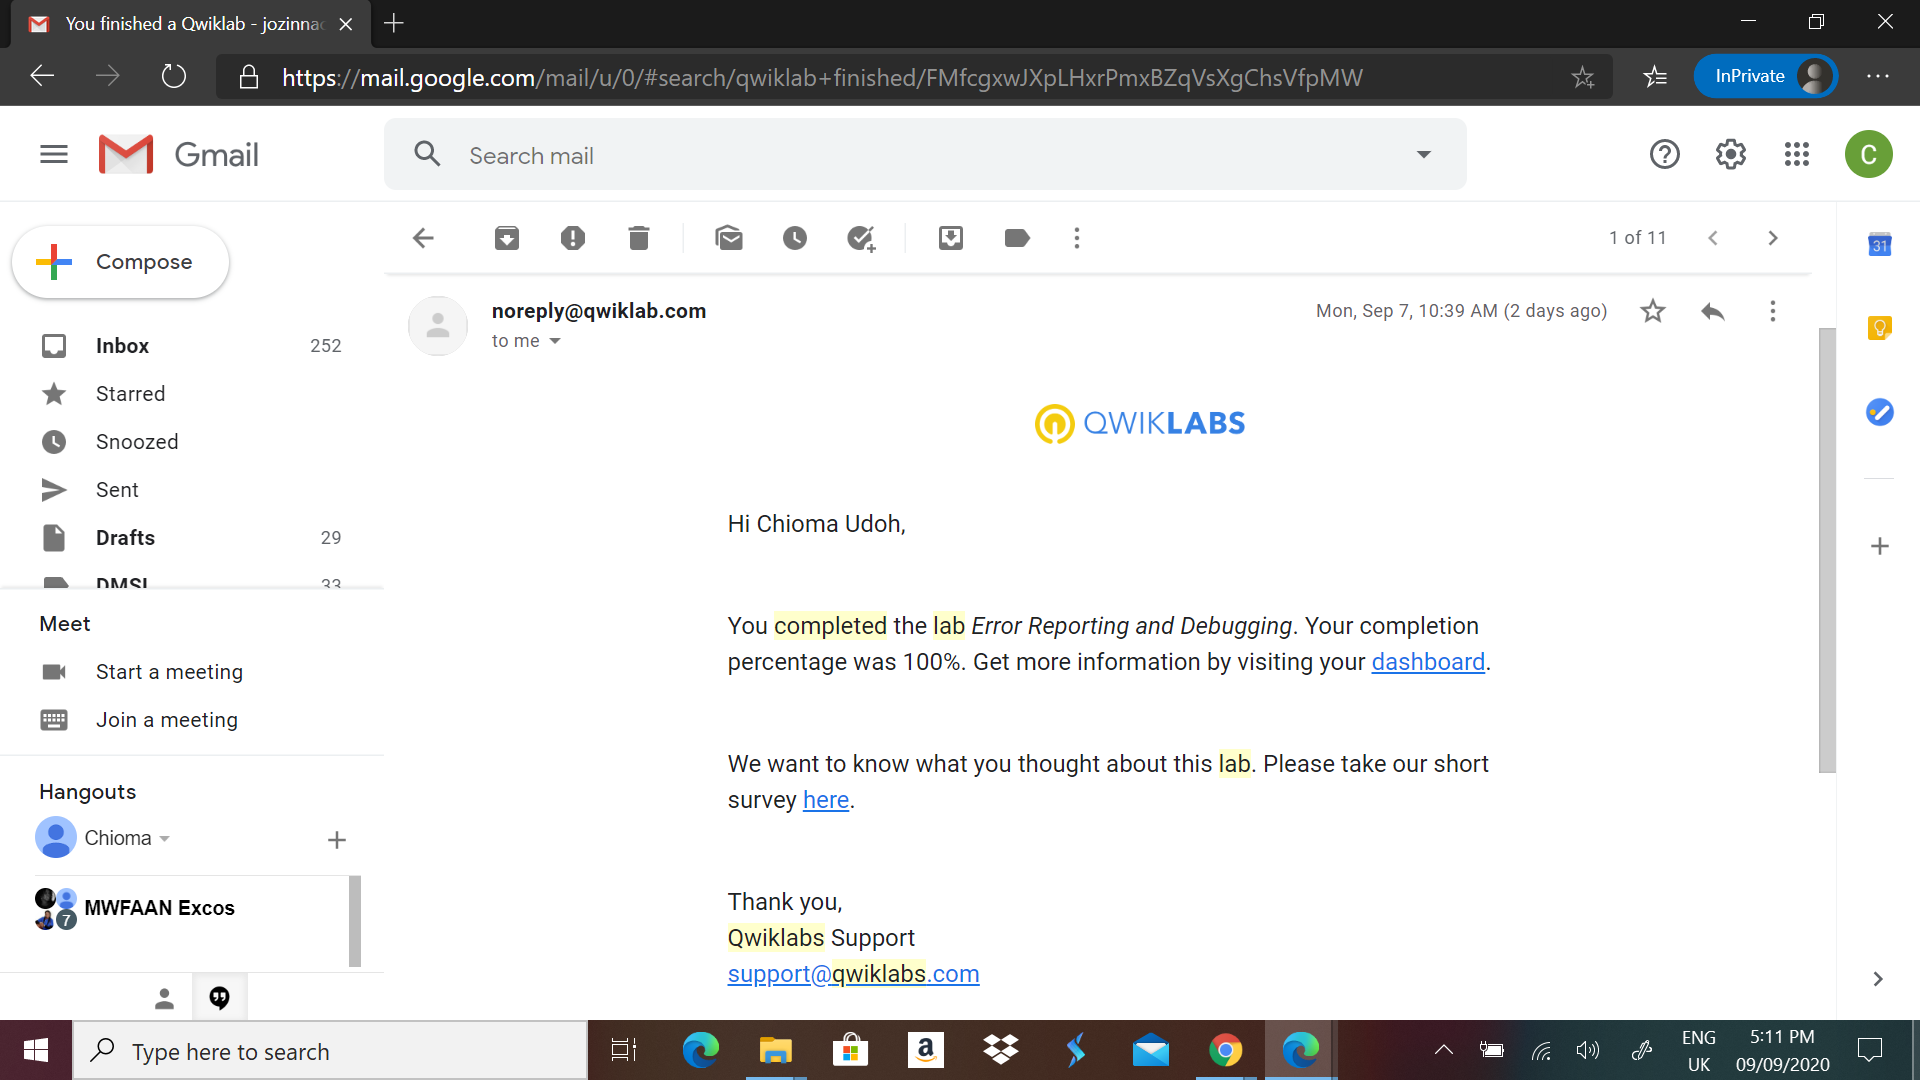 You finished a Qwiklab - jozinnac
https://mail.google.com/mail/u/0/#search/qwiklab+finished/FMfcgxwJXpLHxrPmxBZqVsXgChsVfpMW
InPrivate
Gmail
Search mail
C
Compose
1 of 11
31
noreply@qwiklab.com
Mon, Sep 7, 10:39 AM (2 days ago)
to me
Inbox 252
Starred
Snoozed
Sent
Drafts 29
DMSI 33
Meet
Start a meeting
Join a meeting
Hangouts
Chioma
7
MWFAAN Excos
QWIKLABS
Hi Chioma Udoh,
You completed the lab Error Reporting and Debugging. Your completion
percentage was 100%. Get more information by visiting your dashboard.
We want to know what you thought about this lab. Please take our short
survey here.
Thank you,
Qwiklabs Support
support@qwiklabs.com
Type here to search
a
ENG
UK
5:11 PM
09/09/2020